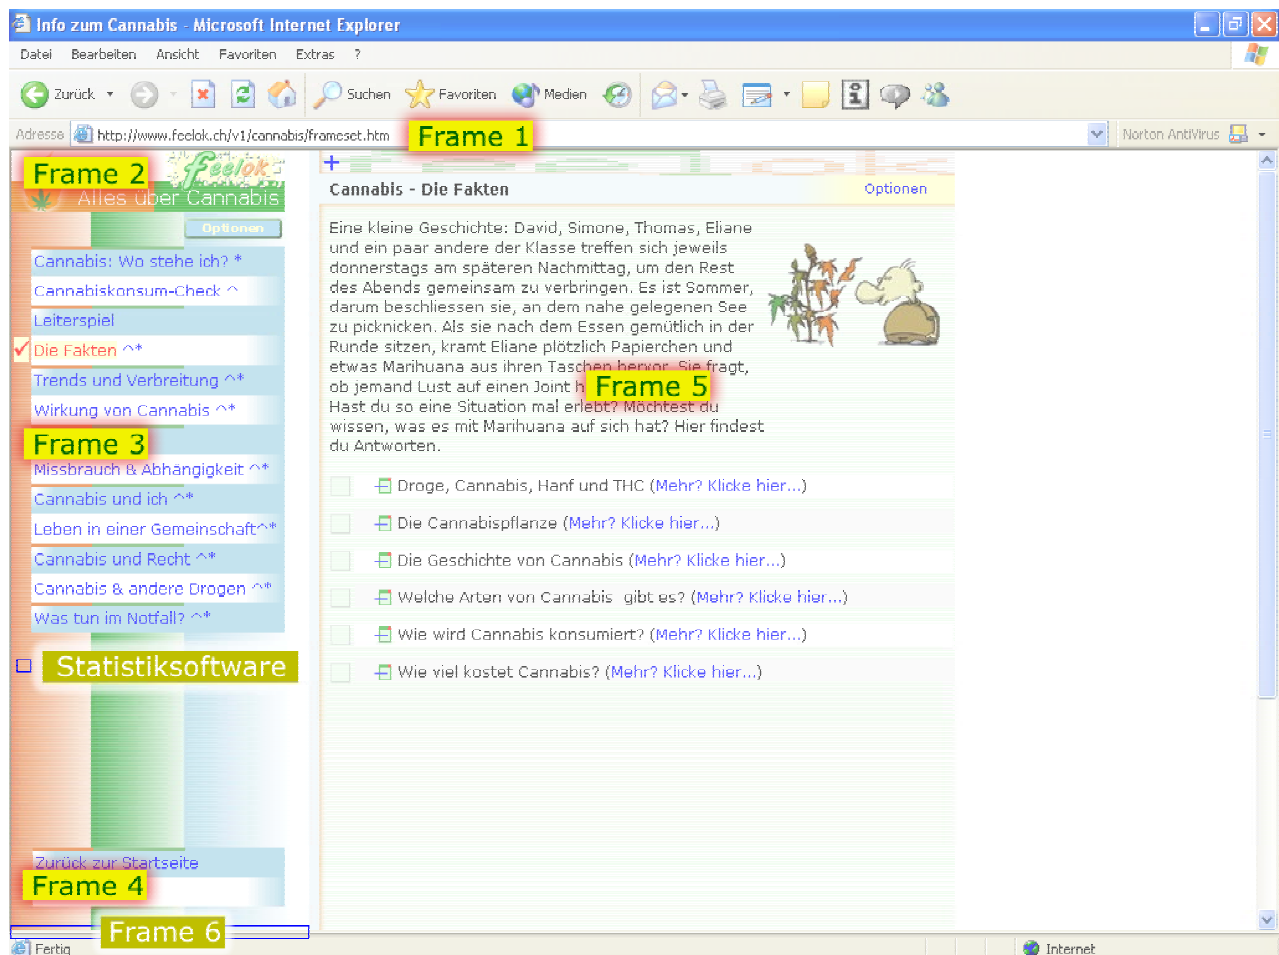 Info zum Cannabis - Microsoft Internet Explorer
Datei Bearbeiten Ansicht Favoriten Extras ?
Zurück Suchen Favoriten Medien
Adresse http://www.feelok.ch/v1/cannabis/frameset.htm Norton AntiVirus
Frame 1
Frame 2
feelok
Alles über Cannabis
Optionen
Cannabis: Wo stehe ich? *
Cannabiskonsum-Check ^
Leiterspiel
Die Fakten ^*
Trends und Verbreitung ^*
Wirkung von Cannabis ^*
Frame 3
Missbrauch & Abhängigkeit ^*
Cannabis und ich ^*
Leben in einer Gemeinschaft^*
Cannabis und Recht ^*
Cannabis & andere Drogen ^*
Was tun im Notfall? ^*
Statistiksoftware
Zurück zur Startseite
Frame 4
Frame 6
+
Cannabis - Die Fakten Optionen
Eine kleine Geschichte: David, Simone, Thomas, Eliane
und ein paar andere der Klasse treffen sich jeweils
donnerstags am späteren Nachmittag, um den Rest
des Abends gemeinsam zu verbringen. Es ist Sommer,
darum beschliessen sie, an dem nahe gelegenen See
zu picknicken. Als sie nach dem Essen gemütlich in der
Runde sitzen, kramt Eliane plötzlich Papierchen und
etwas Marihuana aus ihren Taschen hervor. Sie fragt,
ob jemand Lust auf einen Joint
Frame 5
Hast du so eine Situation mal erlebt? Möchtest du
wissen, was es mit Marihuana auf sich hat? Hier findest
du Antworten.
Droge, Cannabis, Hanf und THC (Mehr? Klicke hier...)
Die Cannabispflanze (Mehr? Klicke hier...)
Die Geschichte von Cannabis (Mehr? Klicke hier...)
Welche Arten von Cannabis gibt es? (Mehr? Klicke hier...)
Wie wird Cannabis konsumiert? (Mehr? Klicke hier...)
Wie viel kostet Cannabis? (Mehr? Klicke hier...)
Fertig Internet